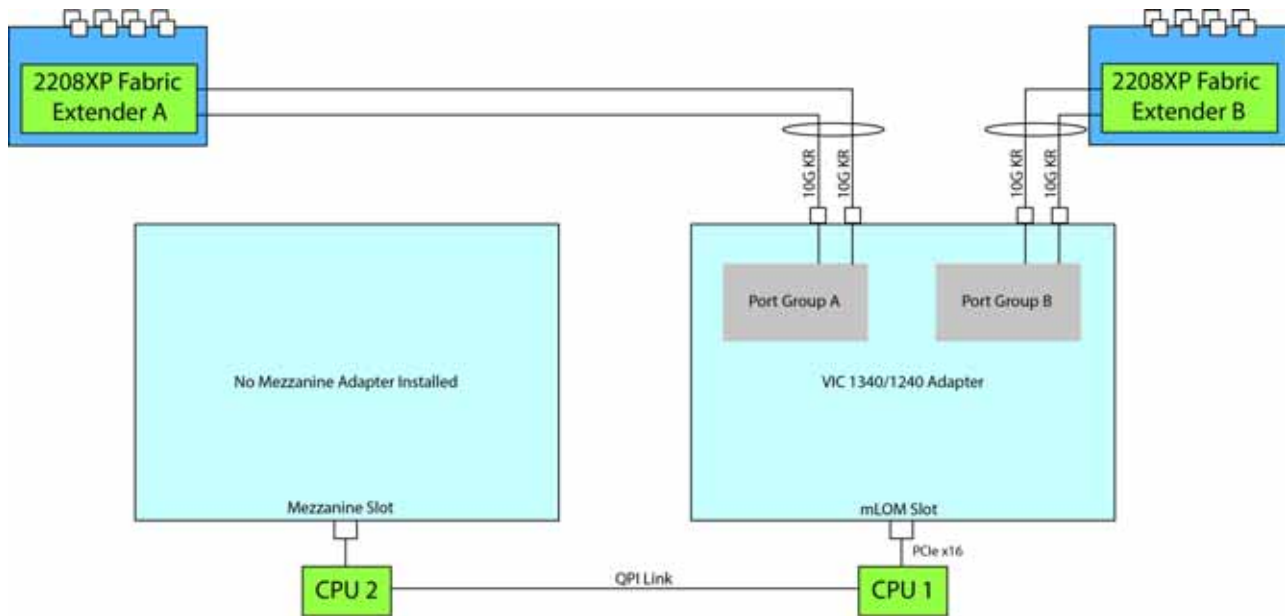 2208XP Fabric
Extender A
2208XP Fabric
Extender B
10G KR
10G KR
10G KR
10G KR
Port Group A
Port Group B
No Mezzanine Adapter Installed
VIC 1340/1240 Adapter
Mezzanine Slot
mLOM Slot
PCIe x16
QPI Link
CPU 2
CPU 1